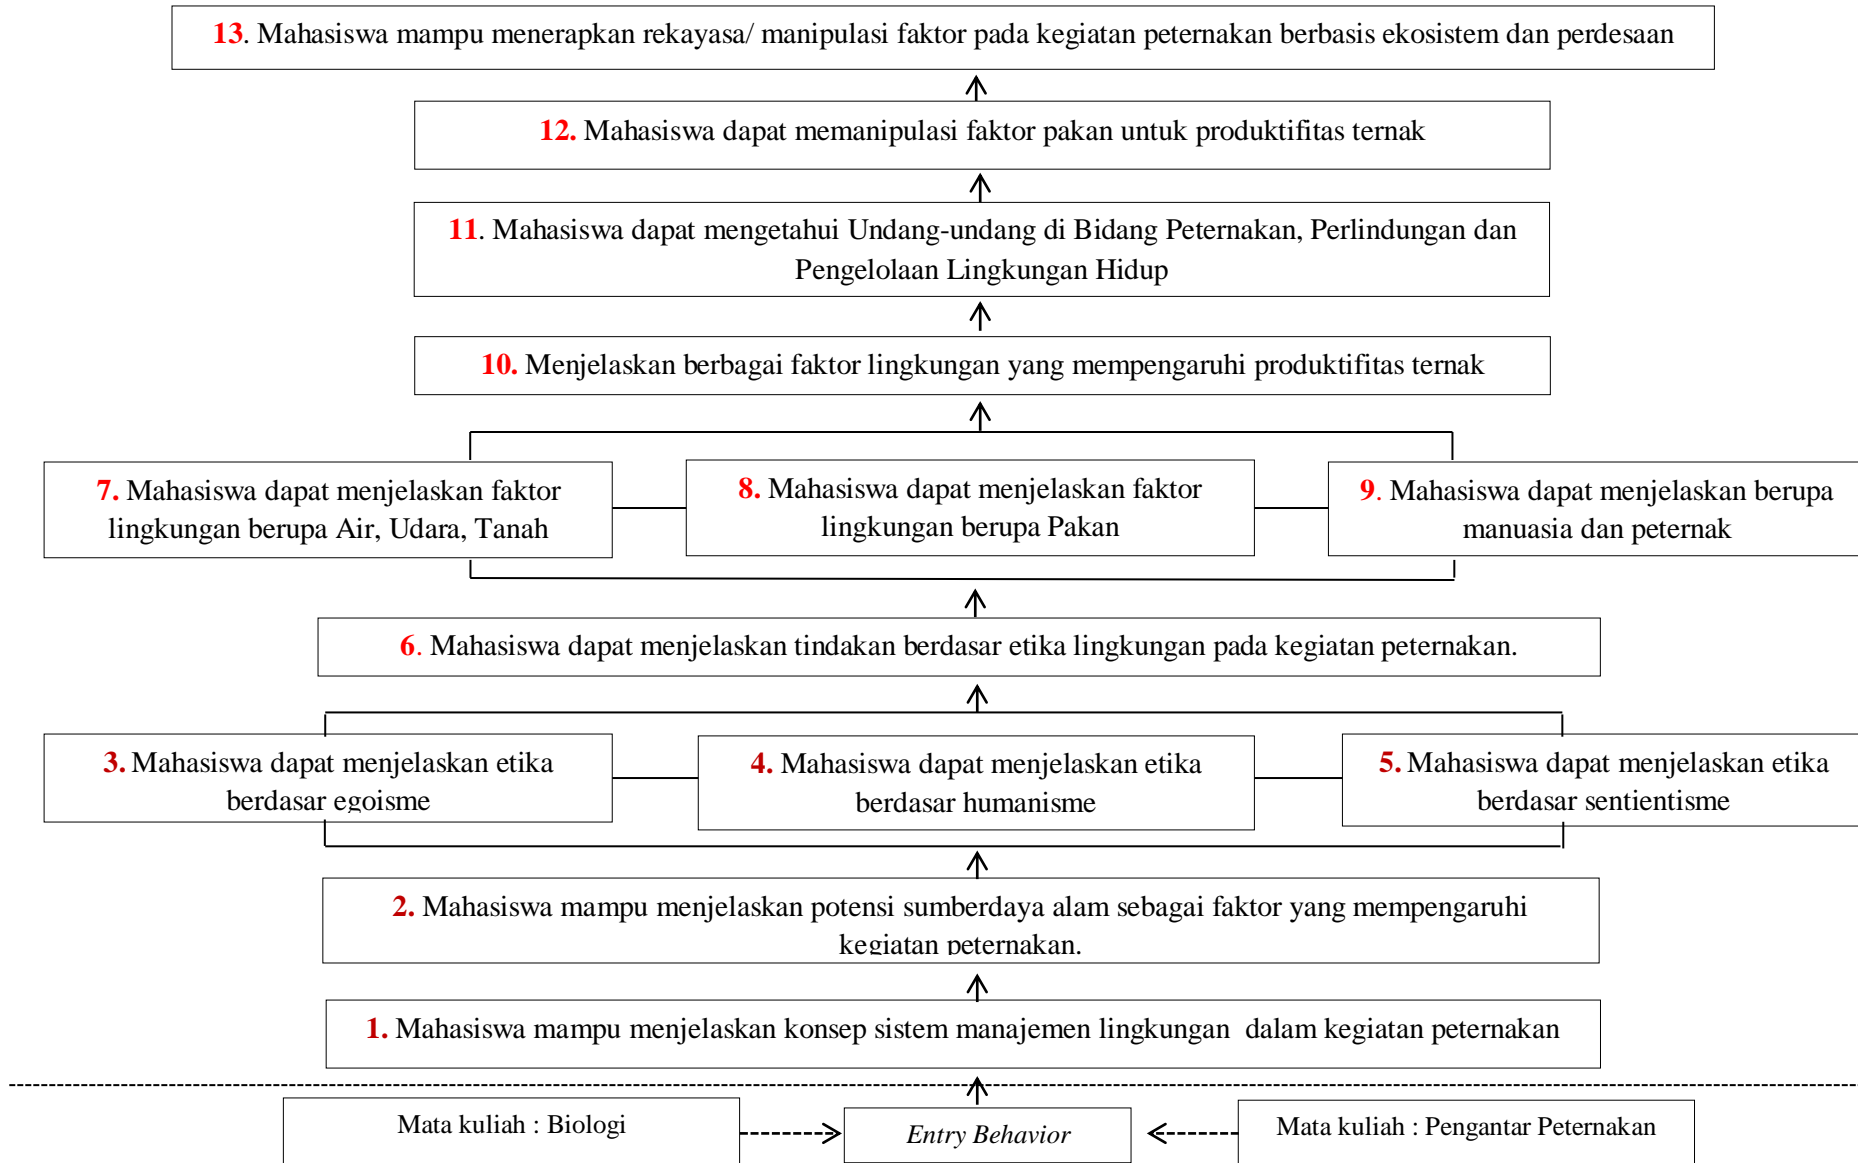 13. Mahasiswa mampu menerapkan rekayasa/ manipulasi faktor pada kegiatan peternakan berbasis ekosistem dan perdesaan
12. Mahasiswa dapat memanipulasi faktor pakan untuk produktifitas ternak
11. Mahasiswa dapat mengetahui Undang-undang di Bidang Peternakan, Perlindungan dan
Pengelolaan Lingkungan Hidup
10. Menjelaskan berbagai faktor lingkungan yang mempengaruhi produktifitas ternak
7. Mahasiswa dapat menjelaskan faktor
lingkungan berupa Air, Udara, Tanah
8. Mahasiswa dapat menjelaskan faktor
lingkungan berupa Pakan
9. Mahasiswa dapat menjelaskan berupa
manuasia dan peternak
6. Mahasiswa dapat menjelaskan tindakan berdasar etika lingkungan pada kegiatan peternakan.
3. Mahasiswa dapat menjelaskan etika
berdasar egoisme
4. Mahasiswa dapat menjelaskan etika
berdasar humanisme
5. Mahasiswa dapat menjelaskan etika
berdasar sentientisme
2. Mahasiswa mampu menjelaskan potensi sumberdaya alam sebagai faktor yang mempengaruhi
kegiatan peternakan.
1. Mahasiswa mampu menjelaskan konsep sistem manajemen lingkungan dalam kegiatan peternakan
Mata kuliah : Biologi
Entry Behavior
Mata kuliah : Pengantar Peternakan